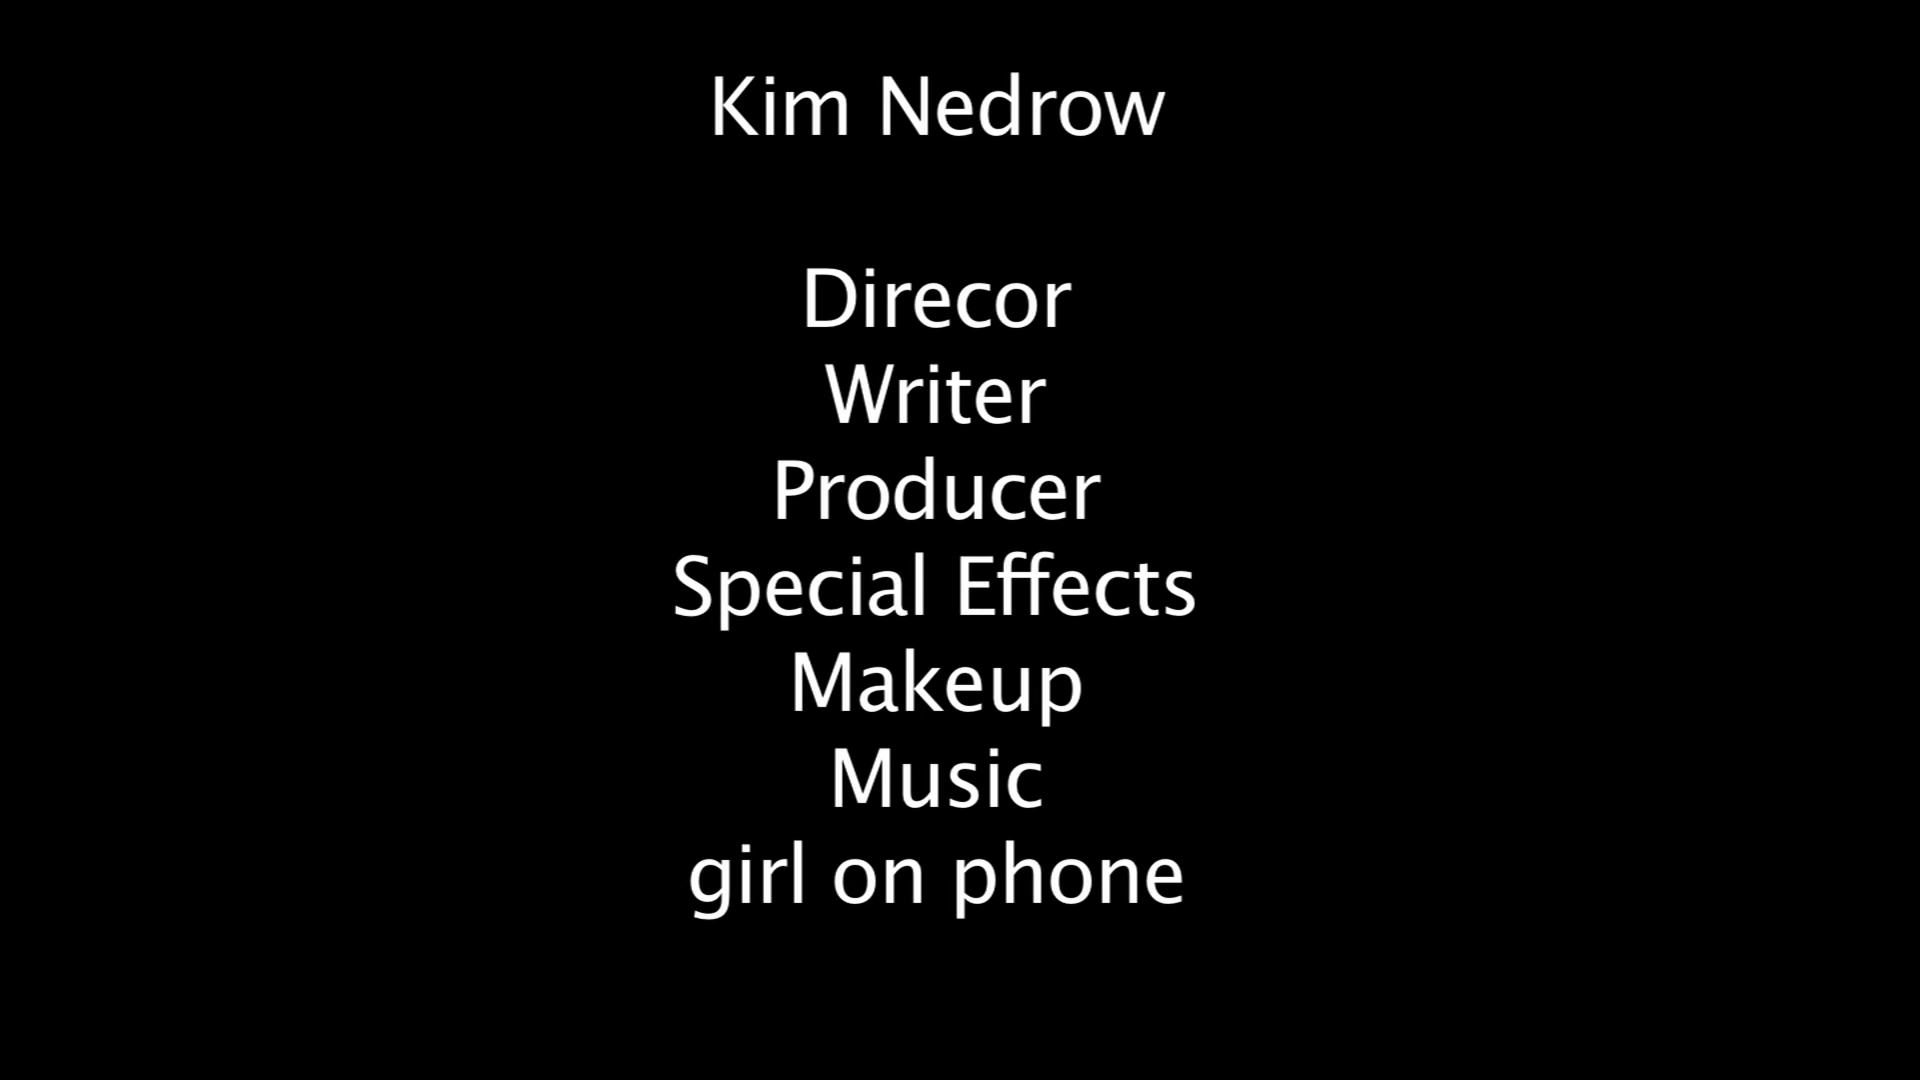 Kim Nedrow
Direcor
Writer
Producer
Special Effects
Makeup
Music
girl on phone